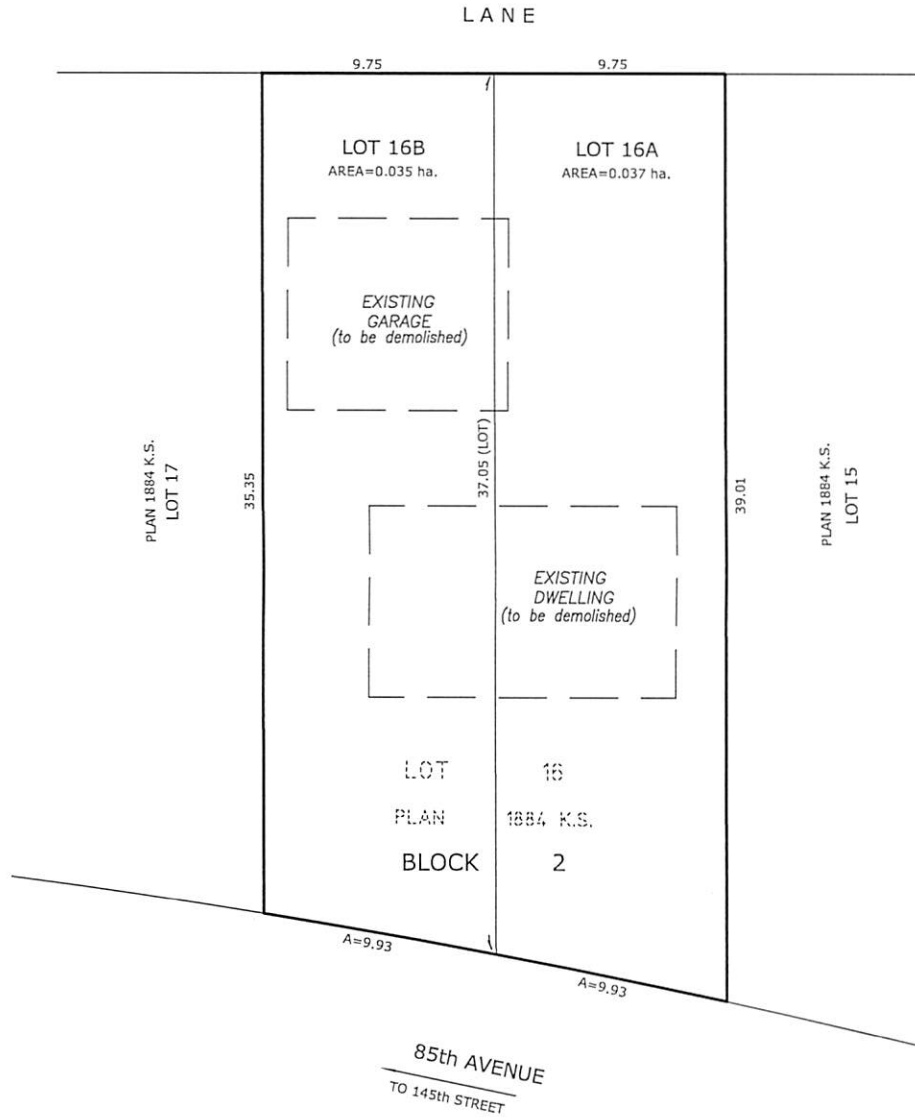 LANE
9.75 9.75
LOT 16B
AREA=0.035 ha.
LOT 16A
AREA=0.037 ha.
EXISTING
GARAGE
(to be demolished)
PLAN 1884 K.S.
LOT 17
35.35
37.05 (LOT)
39.01
PLAN 1884 K.S.
LOT 15
EXISTING
DWELLING
(to be demolished)
LOT 16
PLAN 1884 K.S.
BLOCK 2
A=9.93
A=9.93
85th AVENUE
TO 145th STREET